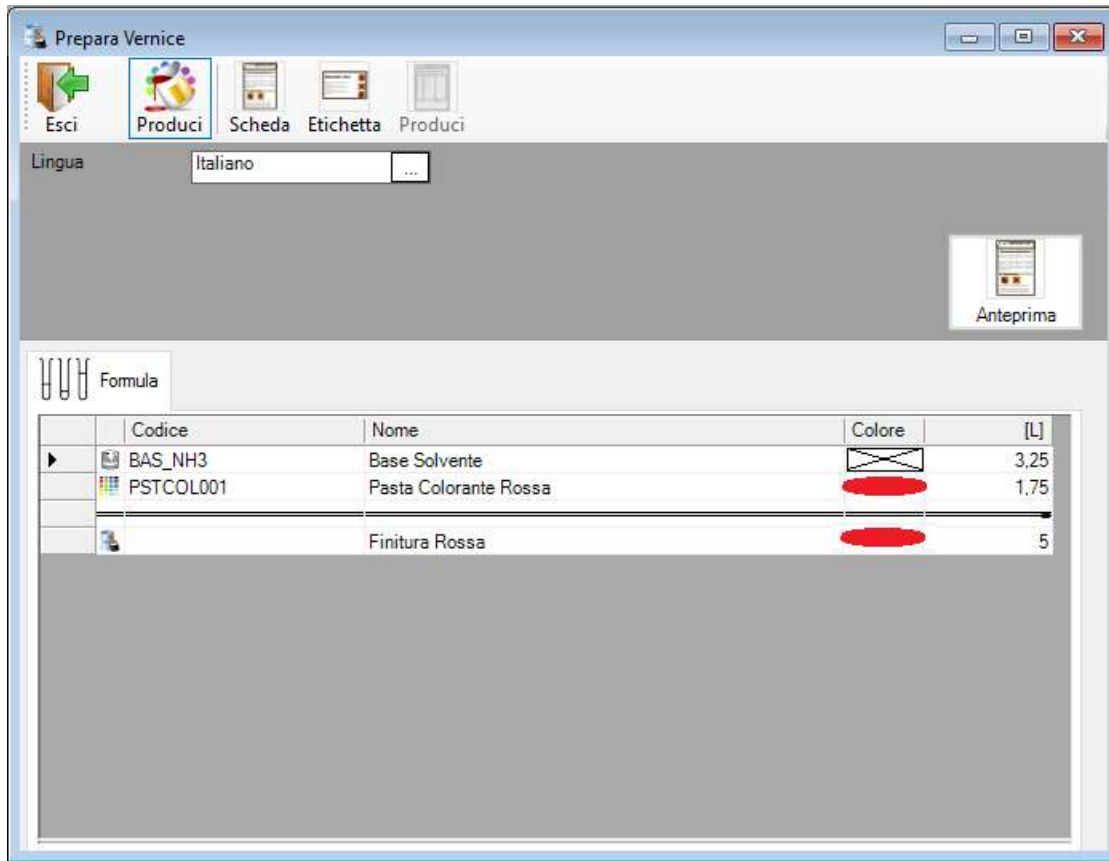 Prepara Vernice
Esci Produci Scheda Etichetta Produci
Lingua Italiano ...
Anteprima
Formula
Codice Nome Colore [L]
BAS_NH3 Base Solvente 3,25
PSTCOL001 Pasta Colorante Rossa 1,75
Finitura Rossa 5